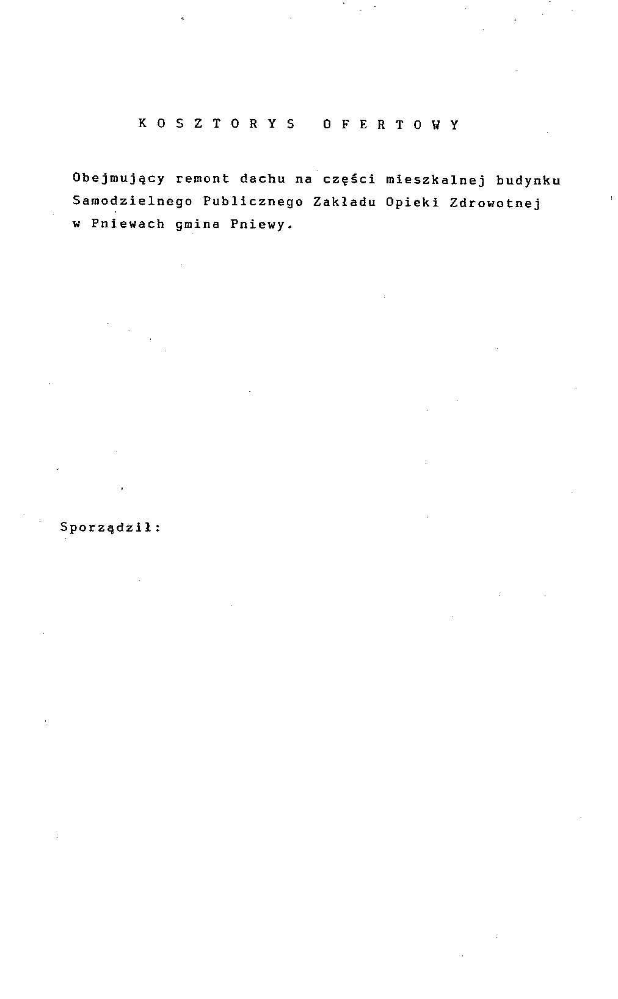 K O S Z T O R Y S   O F E R T O W Y
Obejmujący remont dachu na części mieszkalnej budynku
Samodzielnego Publicznego Zakładu Opieki Zdrowotnej
w Pniewach gmina Pniewy.
Sporządził: